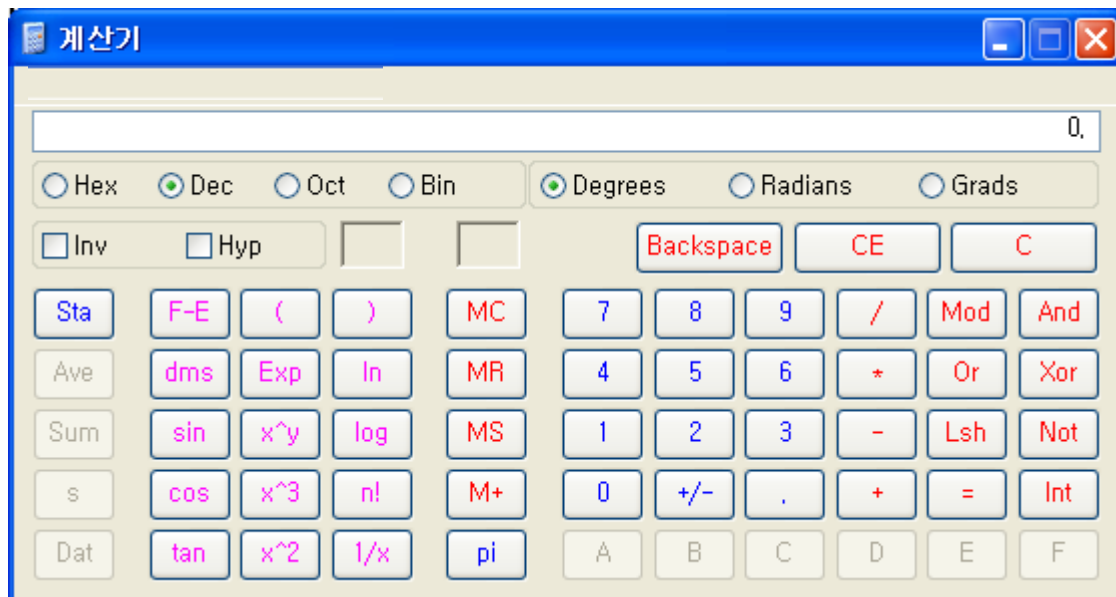 계산기
0.
Hex Dec Oct Bin Degrees Radians Grads
Inv Hyp Backspace CE C
Sta F-E ( ) MC 7 8 9 / Mod And
Ave dms Exp ln MR 4 5 6 * Or Xor
Sum sin x^y log MS 1 2 3 - Lsh Not
s cos x^3 n! M+ 0 +/- . + = Int
Dat tan x^2 1/x pi A B C D E F